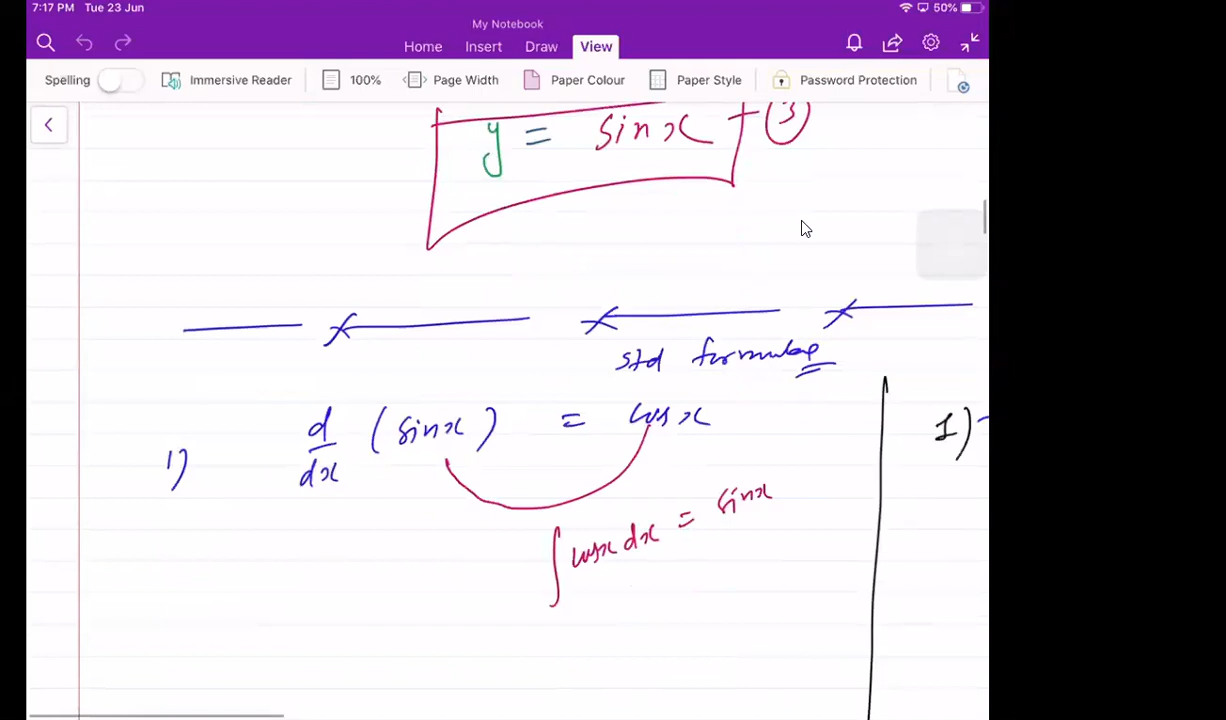 7:17 PM Tue 23 Jun
50%
My Notebook
Home Insert Draw View
Spelling Immersive Reader 100% Page Width Paper Colour Paper Style Password Protection
y = sin x + 3
std formulae
1) d/dx (sin x) = cos x
1)
∫ cos x dx = sin x